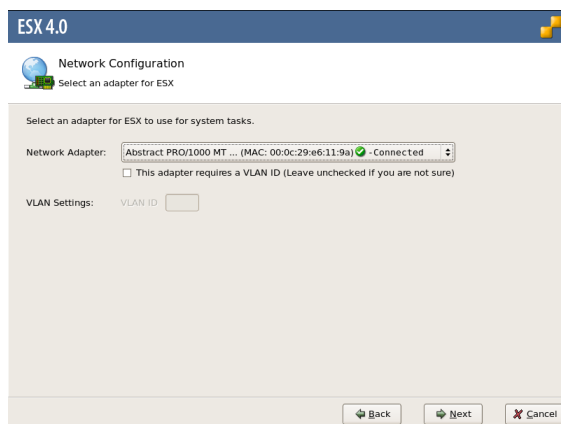 ESX 4.0
Network Configuration
Select an adapter for ESX
Select an adapter for ESX to use for system tasks.
Network Adapter: Abstract PRO/1000 MT ... (MAC: 00:0c:29:e6:11:9a) - Connected
This adapter requires a VLAN ID (Leave unchecked if you are not sure)
VLAN Settings: VLAN ID
Back Next Cancel